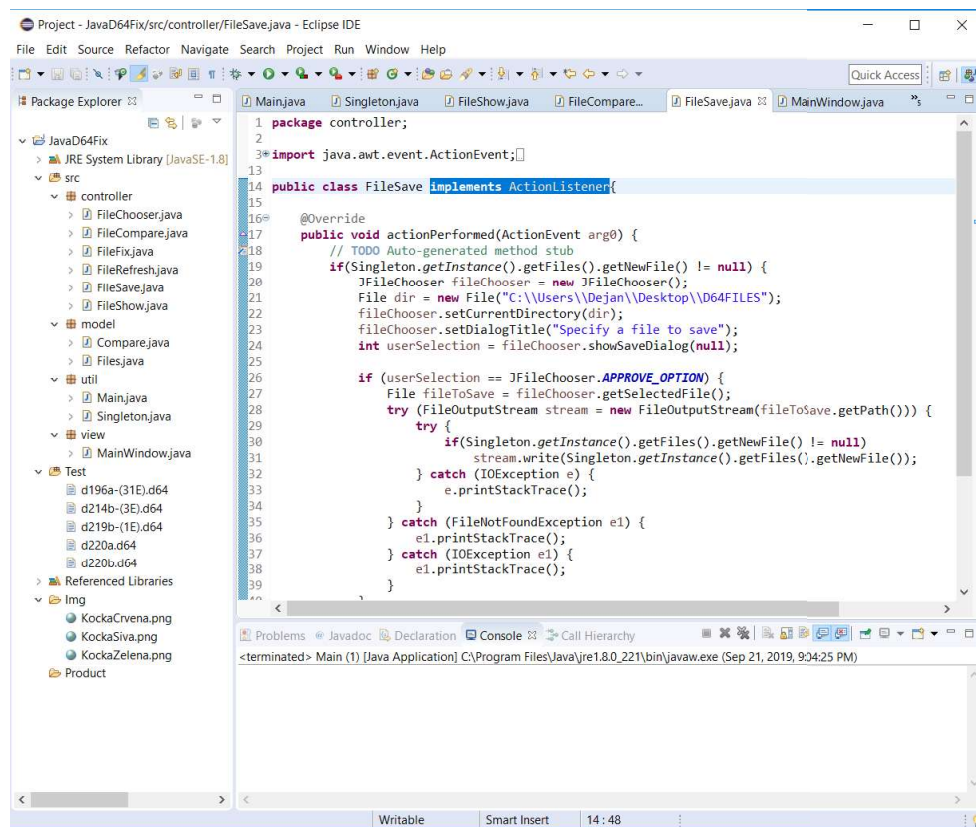 Project - JavaD64Fix/src/controller/FileSave.java - Eclipse IDE
File Edit Source Refactor Navigate Search Project Run Window Help
Quick Access
Package Explorer
JavaD64Fix
JRE System Library [JavaSE-1.8]
src
controller
FileChooser.java
FileCompare.java
FileFix.java
FileRefresh.java
FileSave.java
FileShow.java
model
Compare.java
Files.java
util
Main.java
Singleton.java
view
MainWindow.java
Test
d196a-(31E).d64
d214b-(3E).d64
d219b-(1E).d64
d220a.d64
d220b.d64
Referenced Libraries
Img
KockaCrvena.png
KockaSiva.png
KockaZelena.png
Product
Main.java Singleton.java FileShow.java FileCompare... FileSave.java MainWindow.java "5
1 package controller;
2
3 import java.awt.event.ActionEvent;
13
14 public class FileSave implements ActionListener{
15
16 @Override
17 public void actionPerformed(ActionEvent arg0) {
18 // TODO Auto-generated method stub
19 if(Singleton.getInstance().getFiles().getNewFile() != null) {
20 JFileChooser fileChooser = new JFileChooser();
21 File dir = new File("C:\\Users\\Dejan\\Desktop\\D64FILES");
22 fileChooser.setCurrentDirectory(dir);
23 fileChooser.setDialogTitle("Specify a file to save");
24 int userSelection = fileChooser.showSaveDialog(null);
25
26 if (userSelection == JFileChooser.APPROVE_OPTION) {
27 File fileToSave = fileChooser.getSelectedFile();
28 try (FileOutputStream stream = new FileOutputStream(fileToSave.getPath())) {
29 try {
30 if(Singleton.getInstance().getFiles().getNewFile() != null)
31 stream.write(Singleton.getInstance().getFiles().getNewFile());
32 } catch (IOException e) {
33 e.printStackTrace();
34 }
35 } catch (FileNotFoundException e1) {
36 e1.printStackTrace();
37 } catch (IOException e1) {
38 e1.printStackTrace();
39 }
Problems Javadoc Declaration Console Call Hierarchy
<terminated> Main (1) [Java Application] C:\Program Files\Java\jre1.8.0_221\bin\javaw.exe (Sep 21, 2019, 9:04:25 PM)
Writable Smart Insert 14 : 48